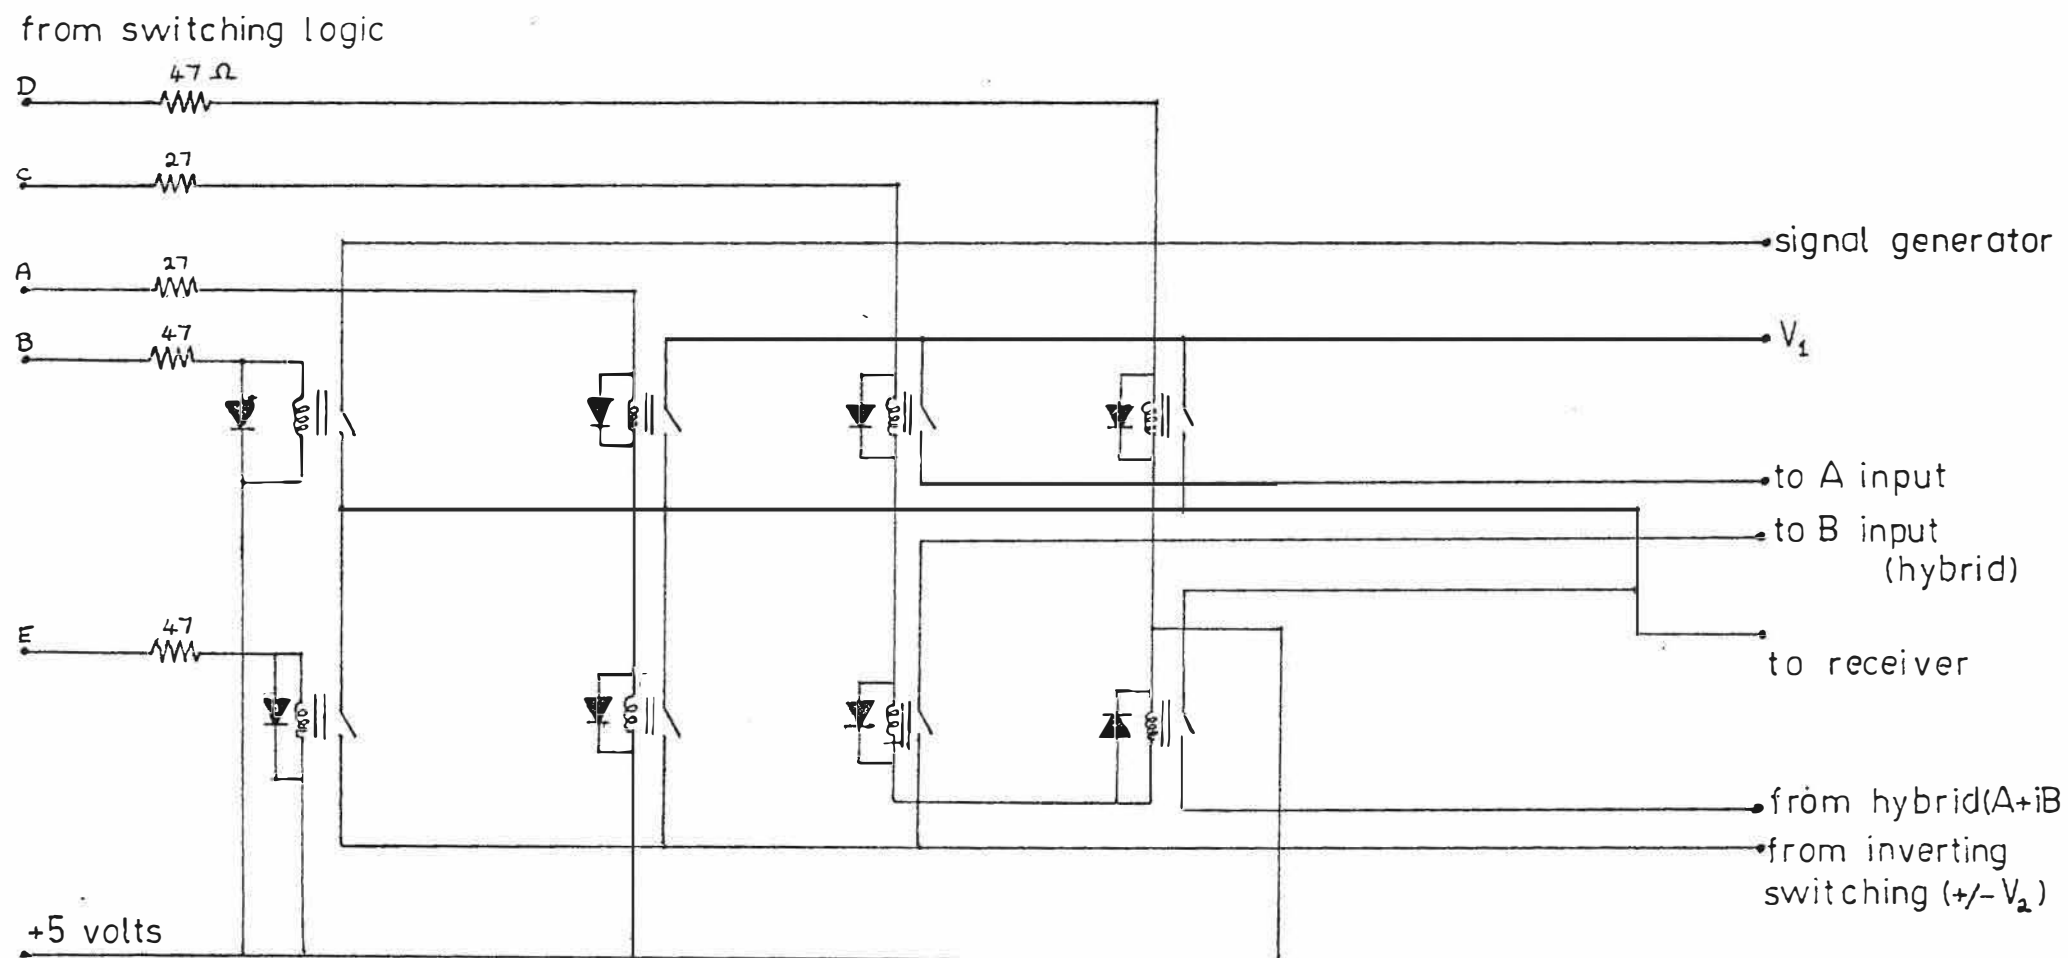 from switching logic
D
47 Ω
C
27
signal generator
A
27
B
47
V₁
to A input
to B input
(hybrid)
E
47
to receiver
from hybrid(A+iB
from inverting
switching (+/-V₂)
+5 volts